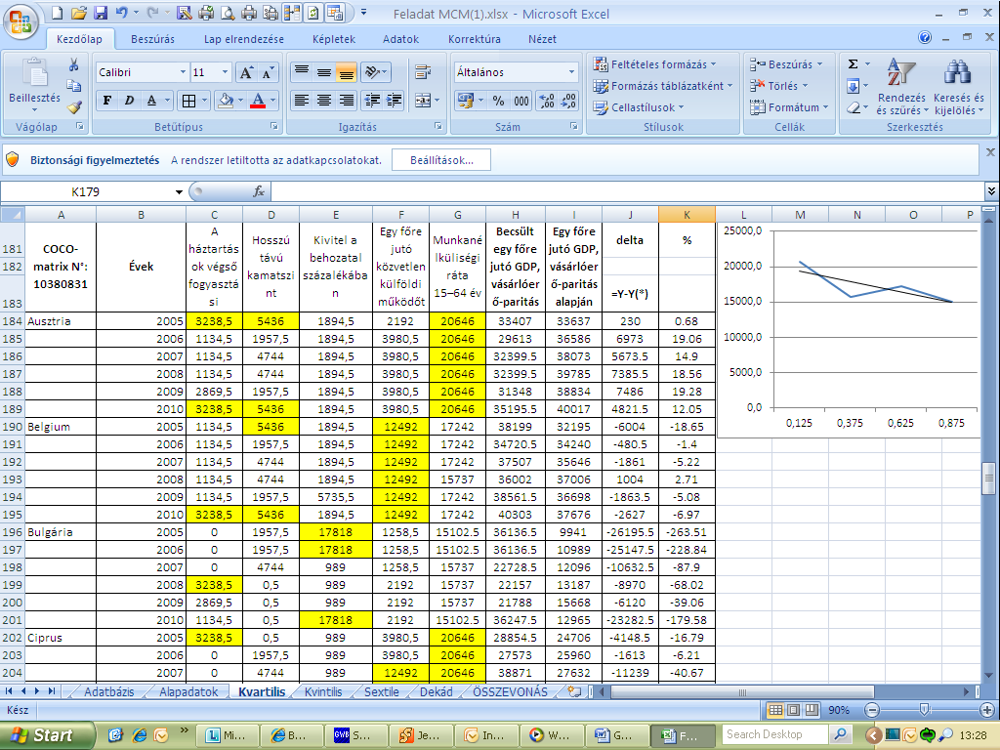 Feladat MCM(1).xlsx - Microsoft Excel
Kezdőlap Beszúrás Lap elrendezése Képletek Adatok Korrektúra Nézet
Beillesztés
Vágólap
Calibri 11
F D A
Betűtípus
Igazítás
Általános
% 000
Szám
Feltételes formázás
Formázás táblázatként
Cellastílusok
Stílusok
Beszúrás
Törlés
Formátum
Cellák
Σ
Rendezés és szűrés
Keresés és kijelölés
Szerkesztés
Biztonsági figyelmeztetés A rendszer letiltotta az adatkapcsolatokat. Beállítások...
K179 fx
A B C D E F G H I J K L M N O P
181
182
183
COCO-
matrix N°:
10380831
Évek
A
háztartás
ok végső
fogyasztá
si
Hosszú
távú
kamatszi
nt
Kivitel a
behozatal
százalékába
n
Egy főre
jutó
közvetlen
külföldi
működőt
Munkané
lküliségi
ráta
15–64 év
Becsült
egy főre
jutó GDP,
vásárlóer
ő-paritás
Egy főre
jutó GDP,
vásárlóer
ő-paritás
alapján
delta
=Y-Y(*)
%
184 Ausztria 2005 3238,5 5436 1894,5 2192 20646 33407 33637 230 0.68
185 2006 1134,5 1957,5 1894,5 3980,5 20646 29613 36586 6973 19.06
186 2007 1134,5 4744 1894,5 3980,5 20646 32399.5 38073 5673.5 14.9
187 2008 1134,5 4744 1894,5 3980,5 20646 32399.5 39785 7385.5 18.56
188 2009 2869,5 1957,5 1894,5 3980,5 20646 31348 38834 7486 19.28
189 2010 3238,5 5436 1894,5 3980,5 20646 35195.5 40017 4821.5 12.05
190 Belgium 2005 1134,5 5436 1894,5 12492 17242 38199 32195 -6004 -18.65
191 2006 1134,5 1957,5 1894,5 12492 17242 34720.5 34240 -480.5 -1.4
192 2007 1134,5 4744 1894,5 12492 17242 37507 35646 -1861 -5.22
193 2008 1134,5 4744 1894,5 12492 15737 36002 37006 1004 2.71
194 2009 1134,5 1957,5 5735,5 12492 17242 38561.5 36698 -1863.5 -5.08
195 2010 3238,5 5436 1894,5 12492 17242 40303 37676 -2627 -6.97
196 Bulgária 2005 0 1957,5 17818 1258,5 15102.5 36136.5 9941 -26195.5 -263.51
197 2006 0 1957,5 17818 1258,5 15102.5 36136.5 10989 -25147.5 -228.84
198 2007 0 4744 989 1258,5 15737 22728.5 12096 -10632.5 -87.9
199 2008 3238,5 0,5 989 2192 15737 22157 13187 -8970 -68.02
200 2009 2869,5 0,5 989 2192 15737 21788 15668 -6120 -39.06
201 2010 1134,5 0,5 17818 2192 15102.5 36247.5 12965 -23282.5 -179.58
202 Ciprus 2005 3238,5 0,5 989 3980,5 20646 28854.5 24706 -4148.5 -16.79
203 2006 0 1957,5 989 3980,5 20646 27573 25960 -1613 -6.21
204 2007 0 4744 989 12492 20646 38871 27632 -11239 -40.67
25000,0
20000,0
15000,0
10000,0
5000,0
0,0
0,125 0,375 0,625 0,875
Adatbázis Alapadatok Kvartilis Kvintilis Sextile Dekád ÖSSZEVONÁS
Kész 90%
Start Mi... B... GWB S... Je... In... W... G... F... Search Desktop 13:28